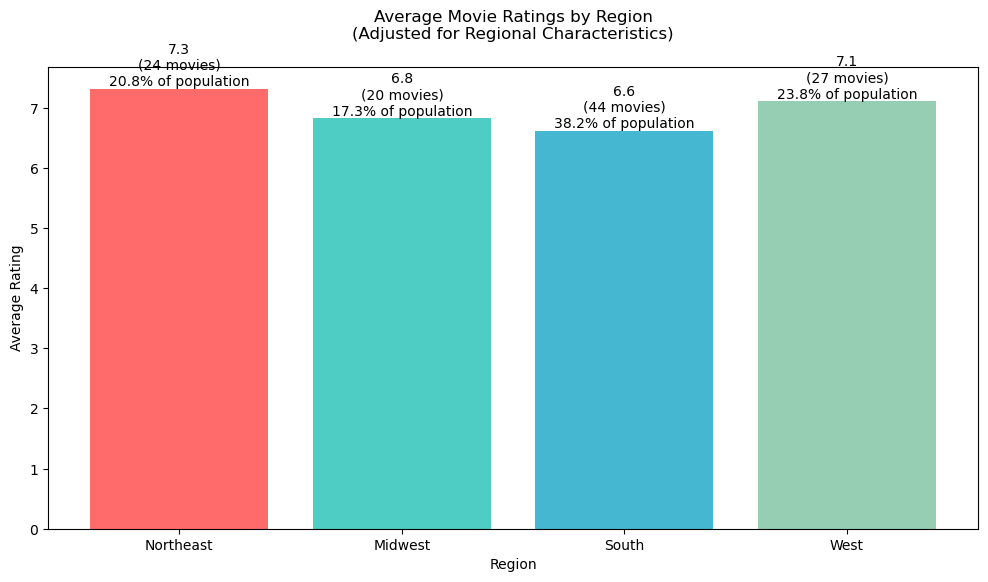 Average Movie Ratings by Region
(Adjusted for Regional Characteristics)
7.3
(24 movies)
20.8% of population
6.8
(20 movies)
17.3% of population
6.6
(44 movies)
38.2% of population
7.1
(27 movies)
23.8% of population
Average Rating
7
6
5
4
3
2
1
0
Northeast
Midwest
South
West
Region